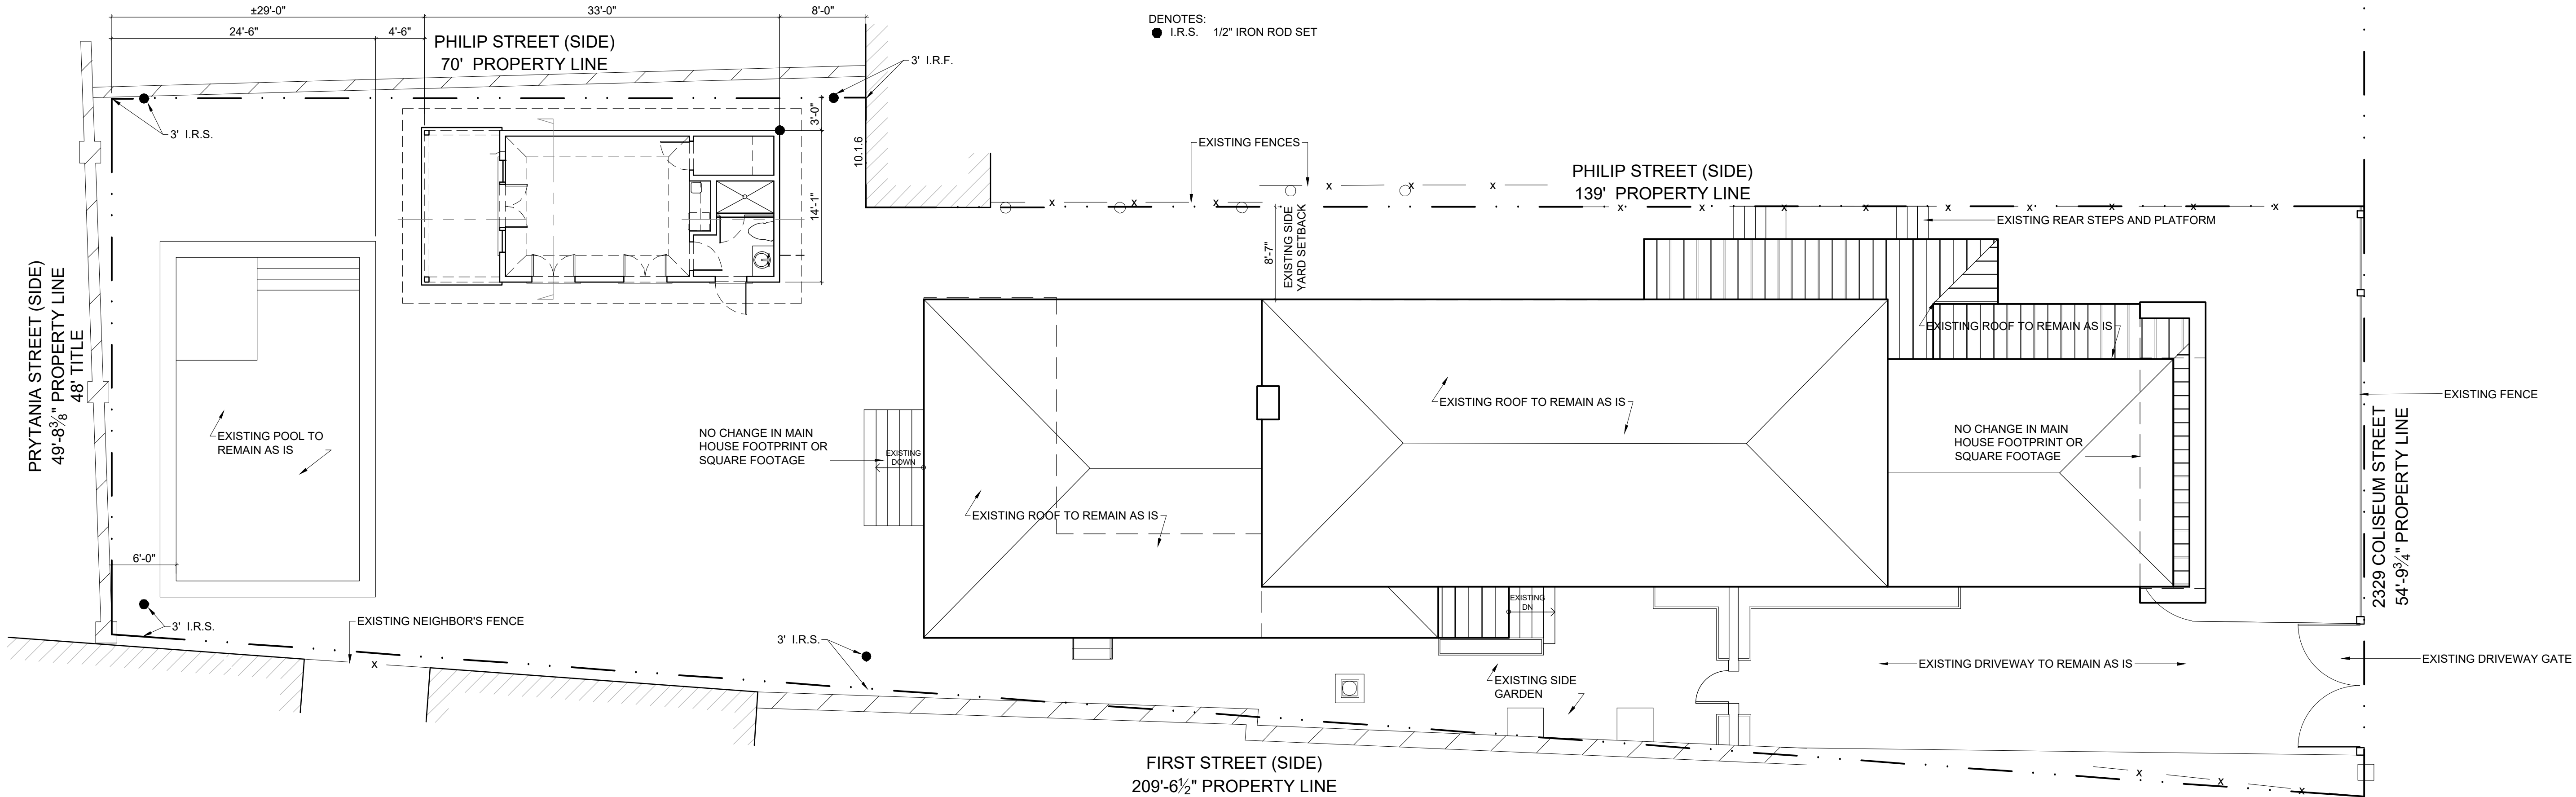 ±29'-0"
33'-0"
8'-0"
24'-6"
4'-6"
PHILIP STREET (SIDE)
70' PROPERTY LINE
DENOTES:
I.R.S. 1/2" IRON ROD SET
3' I.R.F.
3' I.R.S.
3'-0"
10.1.6
14'-1"
EXISTING FENCES
PHILIP STREET (SIDE)
139' PROPERTY LINE
x x x
x x x
x x x x x x x x x
EXISTING REAR STEPS AND PLATFORM
8'-7"
EXISTING SIDE
YARD SETBACK
PRYTANIA STREET (SIDE)
49'-8⅜" PROPERTY LINE
48' TITLE
EXISTING ROOF TO REMAIN AS IS
EXISTING FENCE
EXISTING ROOF TO REMAIN AS IS
EXISTING POOL TO
REMAIN AS IS
NO CHANGE IN MAIN
HOUSE FOOTPRINT OR
SQUARE FOOTAGE
EXISTING
DOWN
NO CHANGE IN MAIN
HOUSE FOOTPRINT OR
SQUARE FOOTAGE
2329 COLISEUM STREET
54'-9¾" PROPERTY LINE
EXISTING ROOF TO REMAIN AS IS
6'-0"
EXISTING
DN
3' I.R.S.
EXISTING NEIGHBOR'S FENCE
x
3' I.R.S.
EXISTING DRIVEWAY TO REMAIN AS IS
EXISTING DRIVEWAY GATE
EXISTING SIDE
GARDEN
FIRST STREET (SIDE)
209'-6½" PROPERTY LINE
x x x